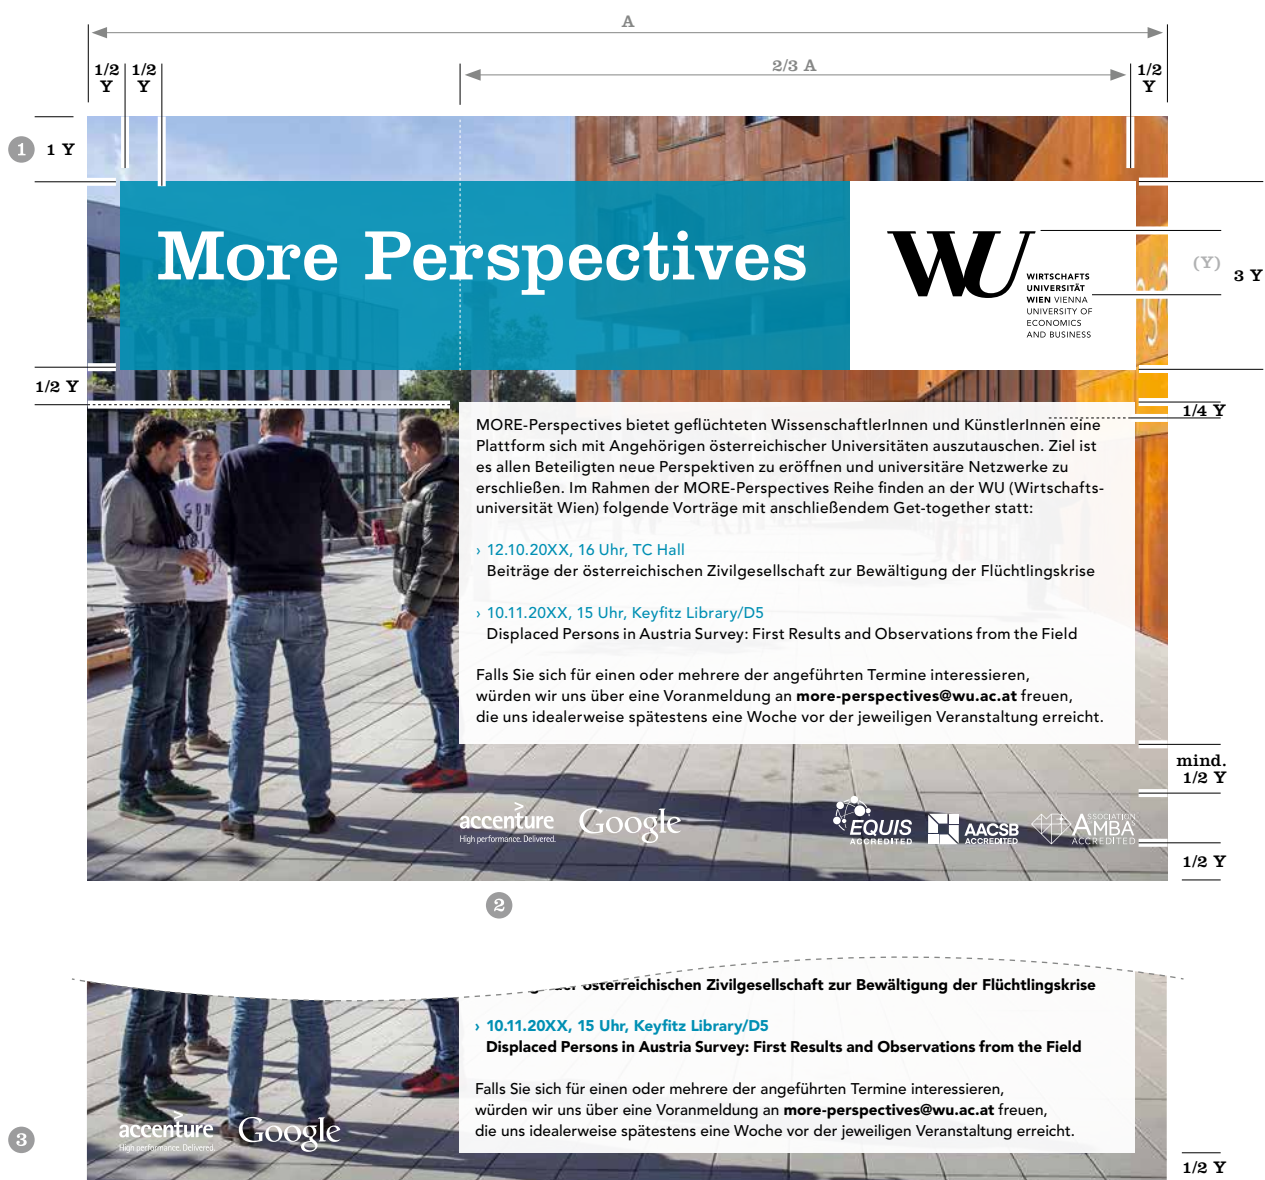 A
1/2 Y
1/2 Y
2/3 A
1/2 Y
1
1 Y
More Perspectives
WU
WIRTSCHAFTS
UNIVERSITÄT
WIEN VIENNA
UNIVERSITY OF
ECONOMICS
AND BUSINESS
(Y)
3 Y
1/2 Y
1/4 Y
MORE-Perspectives bietet geflüchteten WissenschaftlerInnen und KünstlerInnen eine
Plattform sich mit Angehörigen österreichischer Universitäten auszutauschen. Ziel ist
es allen Beteiligten neue Perspektiven zu eröffnen und universitäre Netzwerke zu
erschließen. Im Rahmen der MORE-Perspectives Reihe finden an der WU (Wirtschafts-
universität Wien) folgende Vorträge mit anschließendem Get-together statt:
› 12.10.20XX, 16 Uhr, TC Hall
Beiträge der österreichischen Zivilgesellschaft zur Bewältigung der Flüchtlingskrise
› 10.11.20XX, 15 Uhr, Keyfitz Library/D5
Displaced Persons in Austria Survey: First Results and Observations from the Field
Falls Sie sich für einen oder mehrere der angeführten Termine interessieren,
würden wir uns über eine Voranmeldung an more-perspectives@wu.ac.at freuen,
die uns idealerweise spätestens eine Woche vor der jeweiligen Veranstaltung erreicht.
mind.
1/2 Y
accenture
High performance. Delivered.
Google
EQUIS
ACCREDITED
AACSB
ACCREDITED
ASSOCIATION
AMBA
ACCREDITED
1/2 Y
2
österreichischen Zivilgesellschaft zur Bewältigung der Flüchtlingskrise
› 10.11.20XX, 15 Uhr, Keyfitz Library/D5
Displaced Persons in Austria Survey: First Results and Observations from the Field
Falls Sie sich für einen oder mehrere der angeführten Termine interessieren,
würden wir uns über eine Voranmeldung an more-perspectives@wu.ac.at freuen,
die uns idealerweise spätestens eine Woche vor der jeweiligen Veranstaltung erreicht.
accenture
High performance. Delivered.
Google
3
1/2 Y